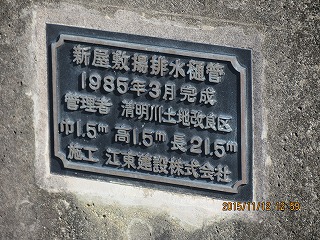 新屋敷揚排水樋管
1985年3月完成
管理者 清明川土地改良区
巾1.5m 高1.5m 長21.5m
施工 江東建設株式会社
2015/11/13 12:39